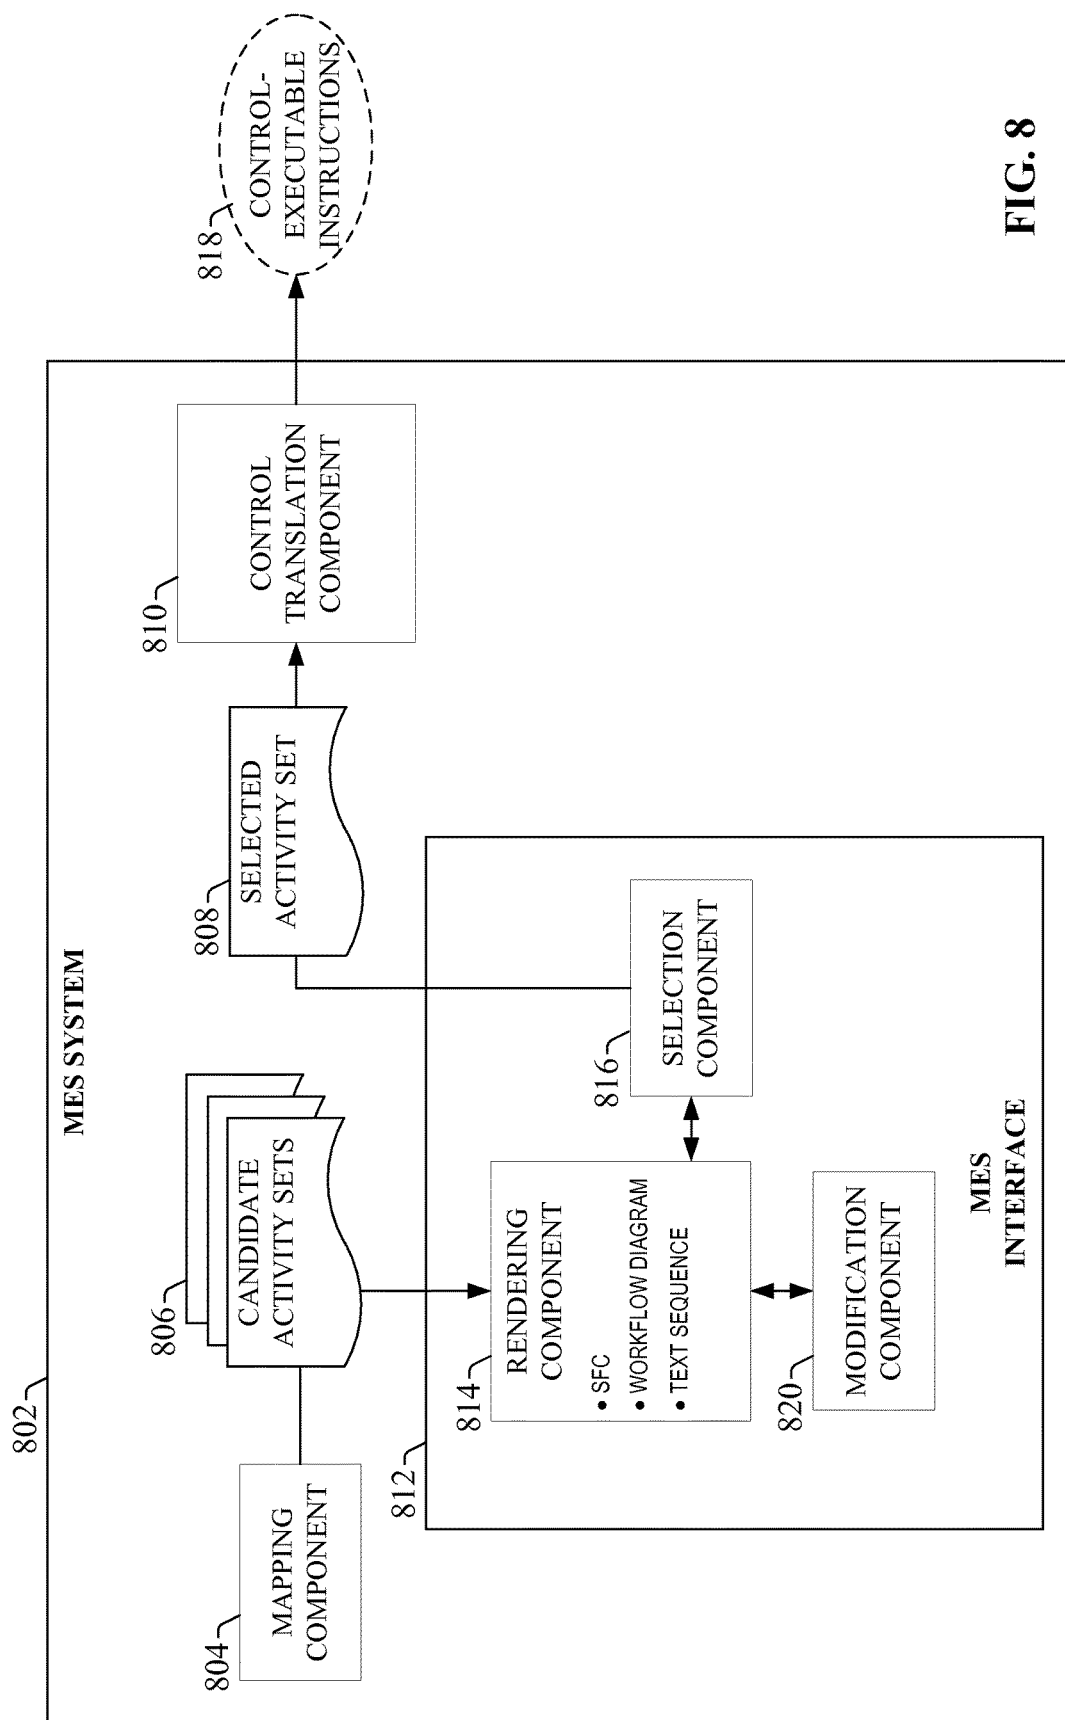 802
MES SYSTEM
804
MAPPING
COMPONENT
806
CANDIDATE
ACTIVITY SETS
808
SELECTED
ACTIVITY SET
810
CONTROL
TRANSLATION
COMPONENT
818
CONTROL-
EXECUTABLE
INSTRUCTIONS
812
814
RENDERING
COMPONENT
• SFC
• WORKFLOW DIAGRAM
• TEXT SEQUENCE
816
SELECTION
COMPONENT
820
MODIFICATION
COMPONENT
MES
INTERFACE
FIG. 8